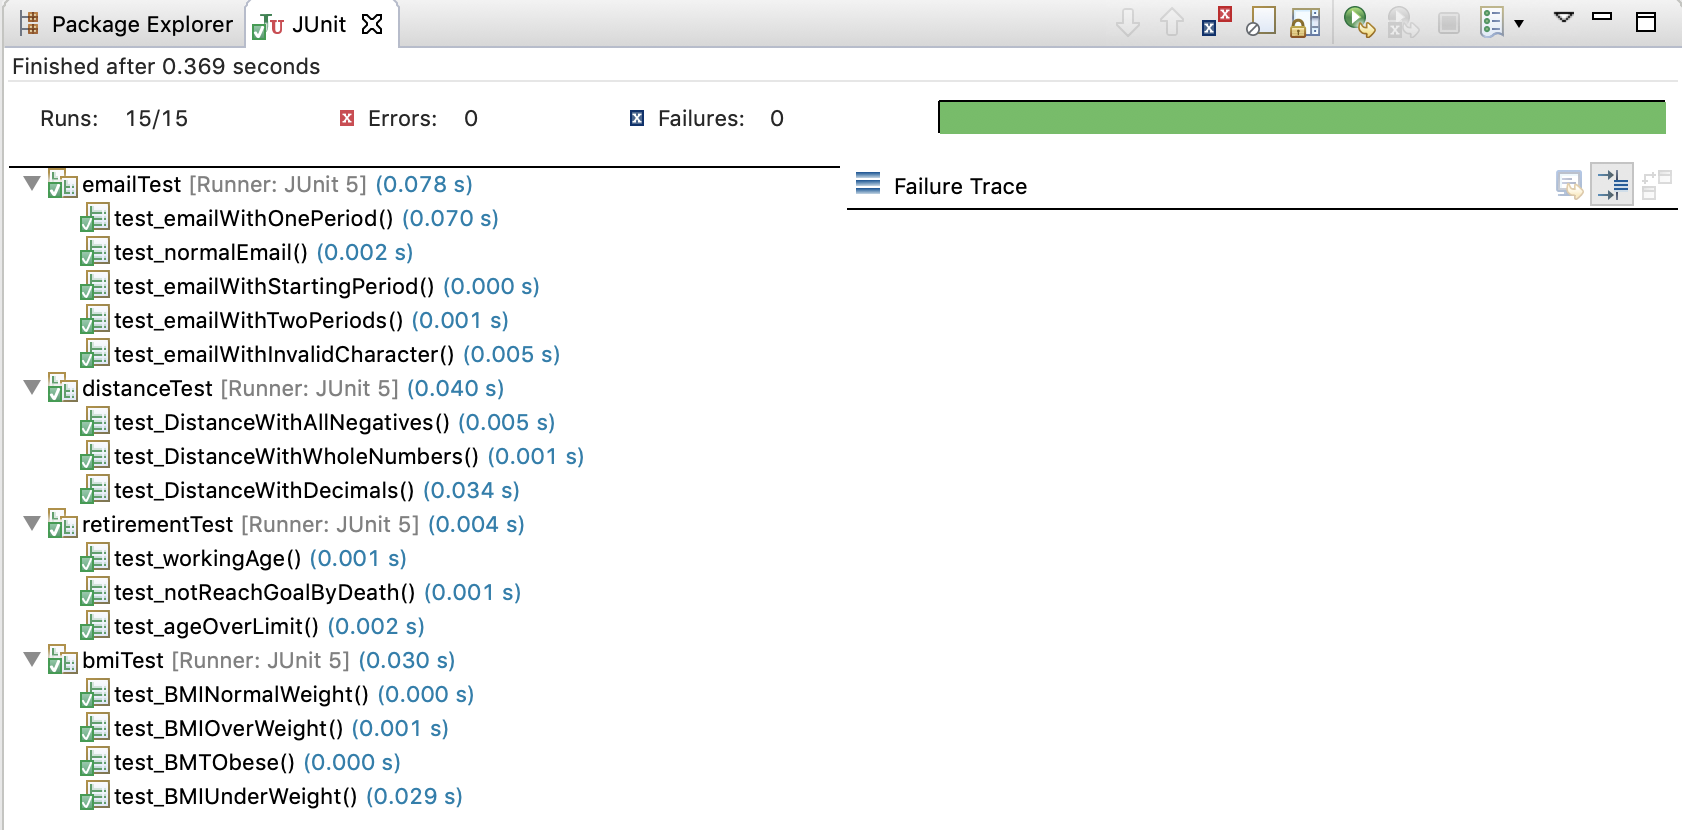 Package Explorer JUnit
Finished after 0.369 seconds
Runs: 15/15 Errors: 0 Failures: 0
emailTest [Runner: JUnit 5] (0.078 s)
test_emailWithOnePeriod() (0.070 s)
test_normalEmail() (0.002 s)
test_emailWithStartingPeriod() (0.000 s)
test_emailWithTwoPeriods() (0.001 s)
test_emailWithInvalidCharacter() (0.005 s)
distanceTest [Runner: JUnit 5] (0.040 s)
test_DistanceWithAllNegatives() (0.005 s)
test_DistanceWithWholeNumbers() (0.001 s)
test_DistanceWithDecimals() (0.034 s)
retirementTest [Runner: JUnit 5] (0.004 s)
test_workingAge() (0.001 s)
test_notReachGoalByDeath() (0.001 s)
test_ageOverLimit() (0.002 s)
bmiTest [Runner: JUnit 5] (0.030 s)
test_BMINormalWeight() (0.000 s)
test_BMIOverWeight() (0.001 s)
test_BMTObese() (0.000 s)
test_BMIUnderWeight() (0.029 s)
Failure Trace